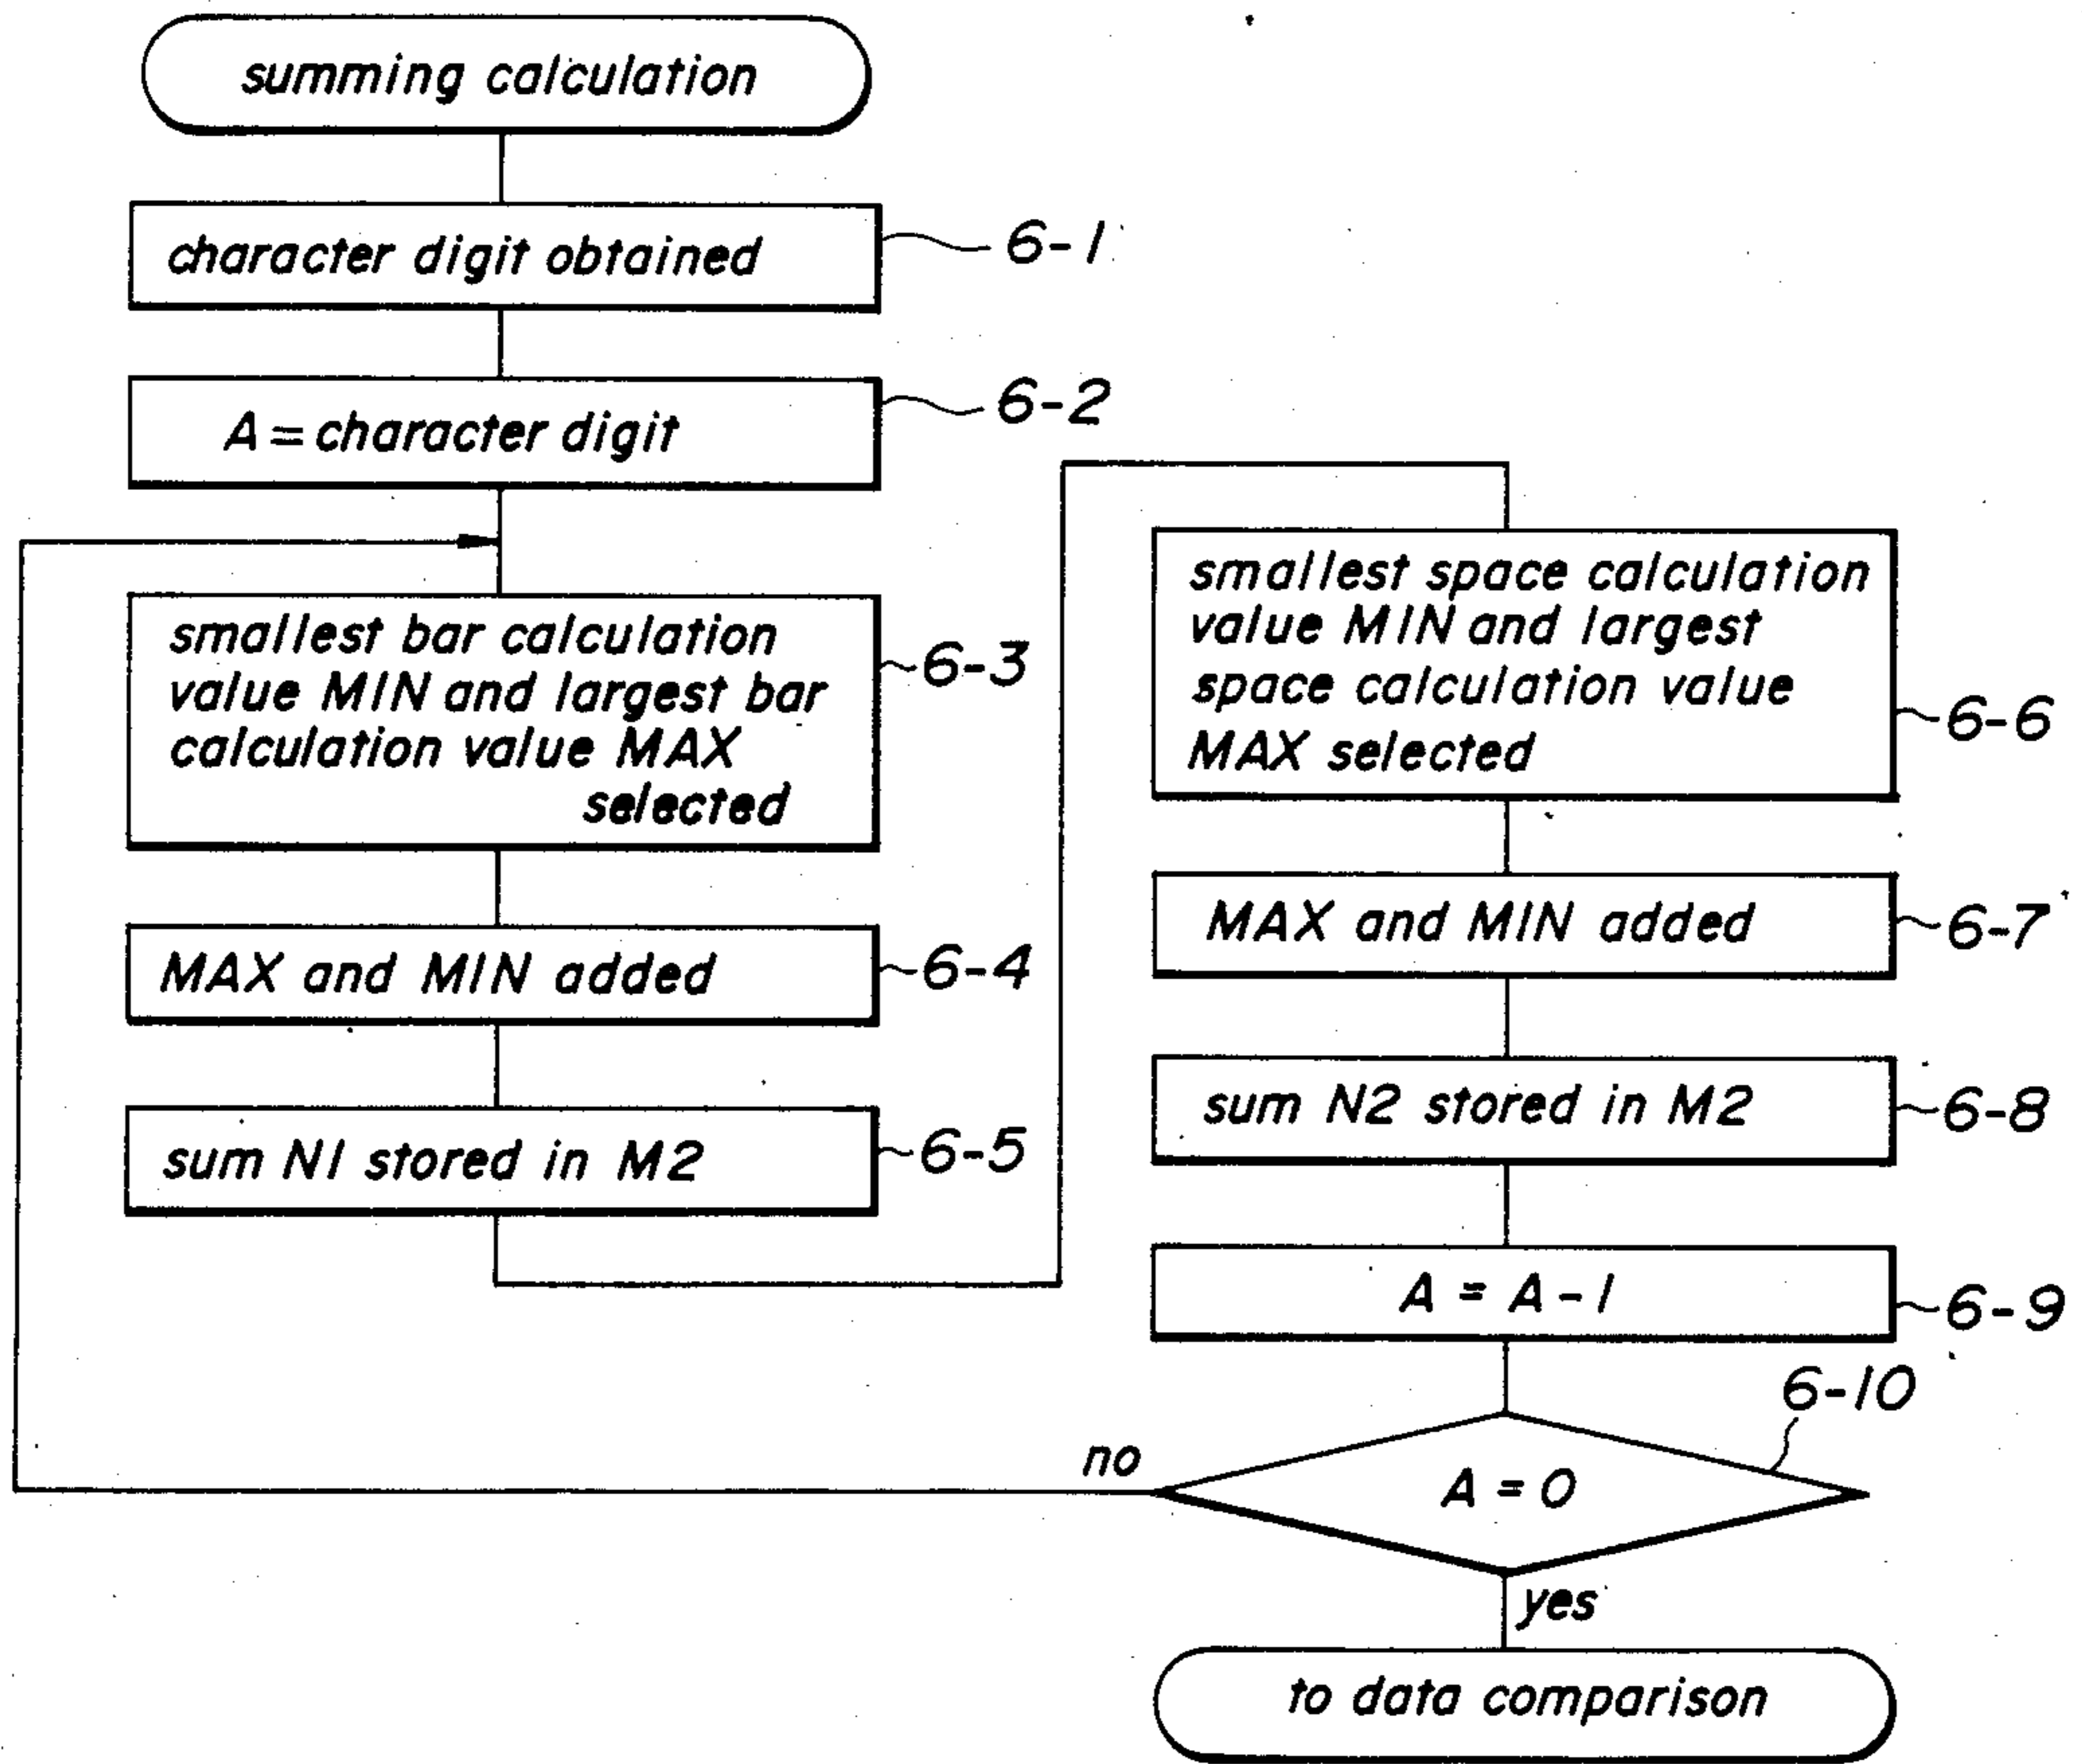 summing calculation
character digit obtained
6-1
A = character digit
6-2
smallest bar calculation
value MIN and largest bar
calculation value MAX
selected
6-3
MAX and MIN added
6-4
sum N1 stored in M2
6-5
smallest space calculation
value MIN and largest
space calculation value
MAX selected
6-6
MAX and MIN added
6-7
sum N2 stored in M2
6-8
A = A - 1
6-9
6-10
A = 0
no
yes
to data comparison